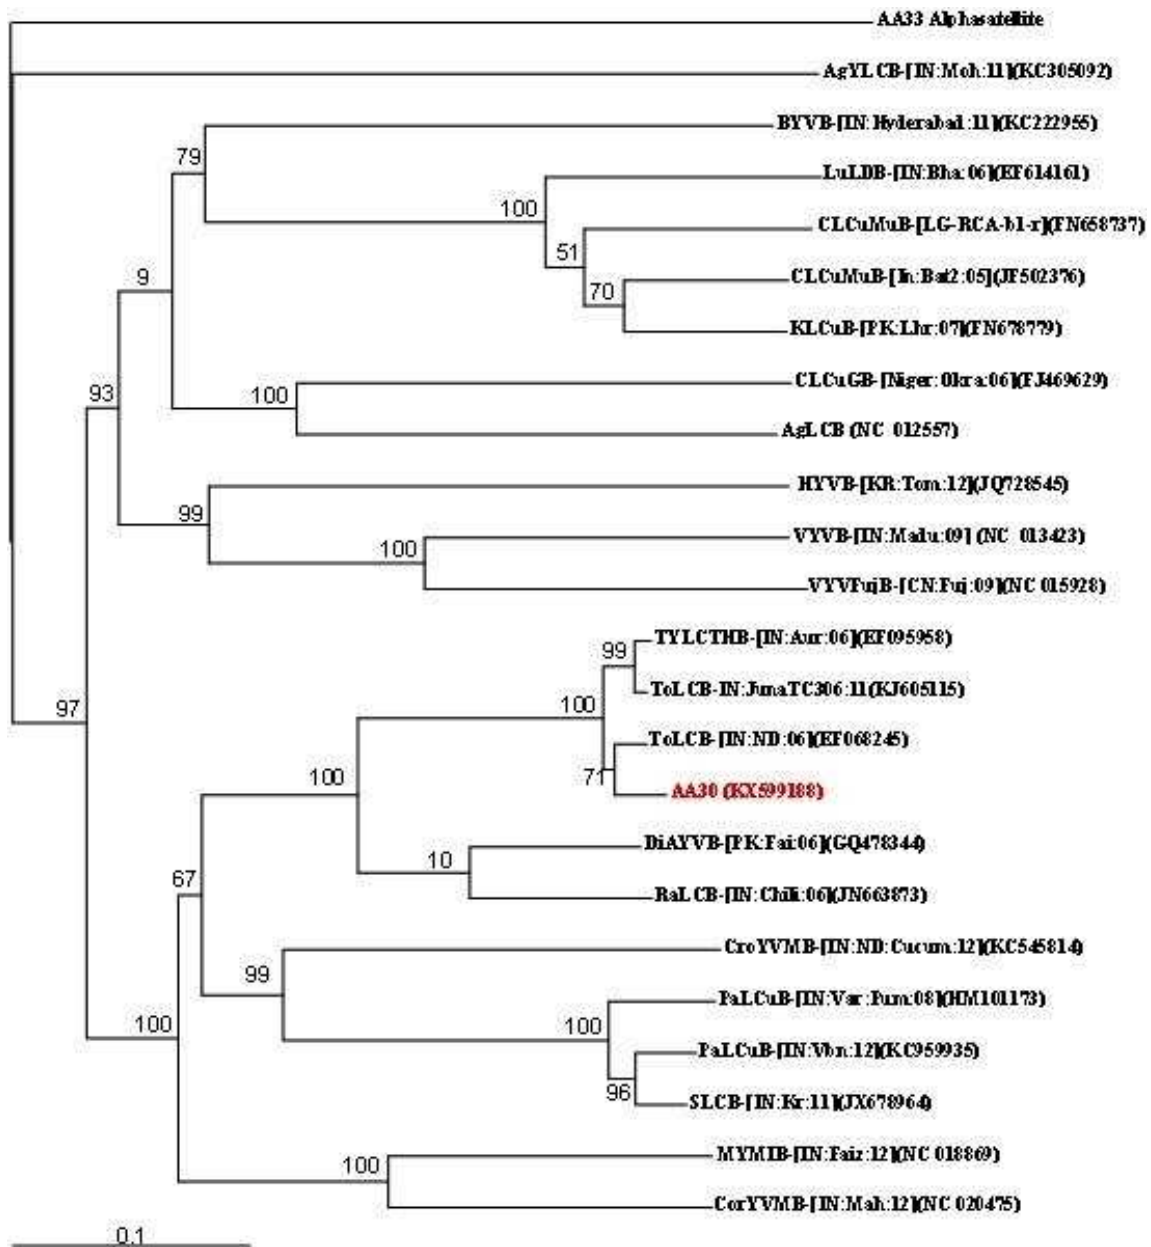 AA33 Alphasatellite
AgYLCB-[IN:Moh:11](KC305092)
BYVB-[IN:Hyderabad:11](KC222955)
79
LuLDB-[IN:Bha:06](EF614161)
100
CLCuMuB-[LG-RCA-b1-r](FN658737)
51
9
CLCuMuB-[In:Bat2:05](JF502376)
70
KLCuB-[PK:Lhr:07](FN678779)
CLCuGB-[Niger:Okra:06](FJ469629)
93
100
AgLCB (NC 012557)
HYVB-[KR:Tom:12](JQ728545)
99
VYVB-[IN:Madu:09] (NC 013423)
100
VYVFujB-[CN:Fuj:09](NC 015928)
TYLCTHB-[IN:Aur:06](EF095958)
99
ToLCB-IN:JunaTC306:11(KJ605115)
97
100
ToLCB-[IN:ND:06](EF068245)
100
71
AA30 (KX599188)
DiAYVB-[PK:Fai:06](GQ478344)
10
67
RaLCB-[IN:Chili:06](JN663873)
CroYVMB-[IN:ND:Cucum:12](KC545814)
99
PaLCuB-[IN:Var:Pum:08](HM101173)
100
100
PaLCuB-[IN:Vbn:12](KC959935)
96
SLCB-[IN:Kr:11](JX678964)
MYMIB-[IN:Faiz:12](NC 018869)
100
CorYVMB-[IN:Mah:12](NC 020475)
0.1